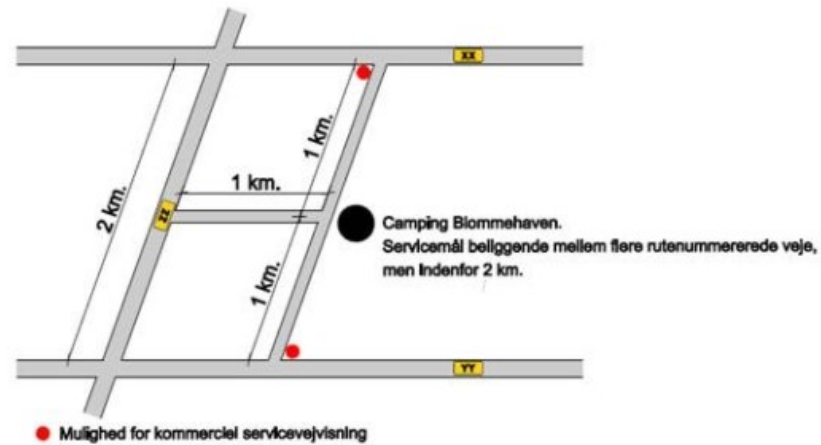 XX
1 km.
1 km.
2 km.
ZZ
Camping Blommehaven.
Servicemål beliggende mellem flere rutenummererede veje,
men indenfor 2 km.
1 km.
YY
Mulighed for kommerciel servicevejvisning